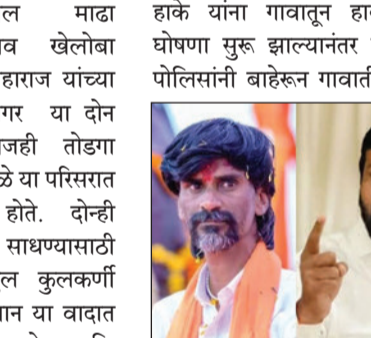 ल माढा
व खेलोबा
हाराज यांच्या
गर या दोन
जही तोडगा
ळे या परिसरात
होते. दोन्ही
साधण्यासाठी
ल कुलकर्णी
ान या वादात
हाके यांना गावातून हा
घोषणा सुरू झाल्यानंतर
पोलिसांनी बाहेरून गावाती